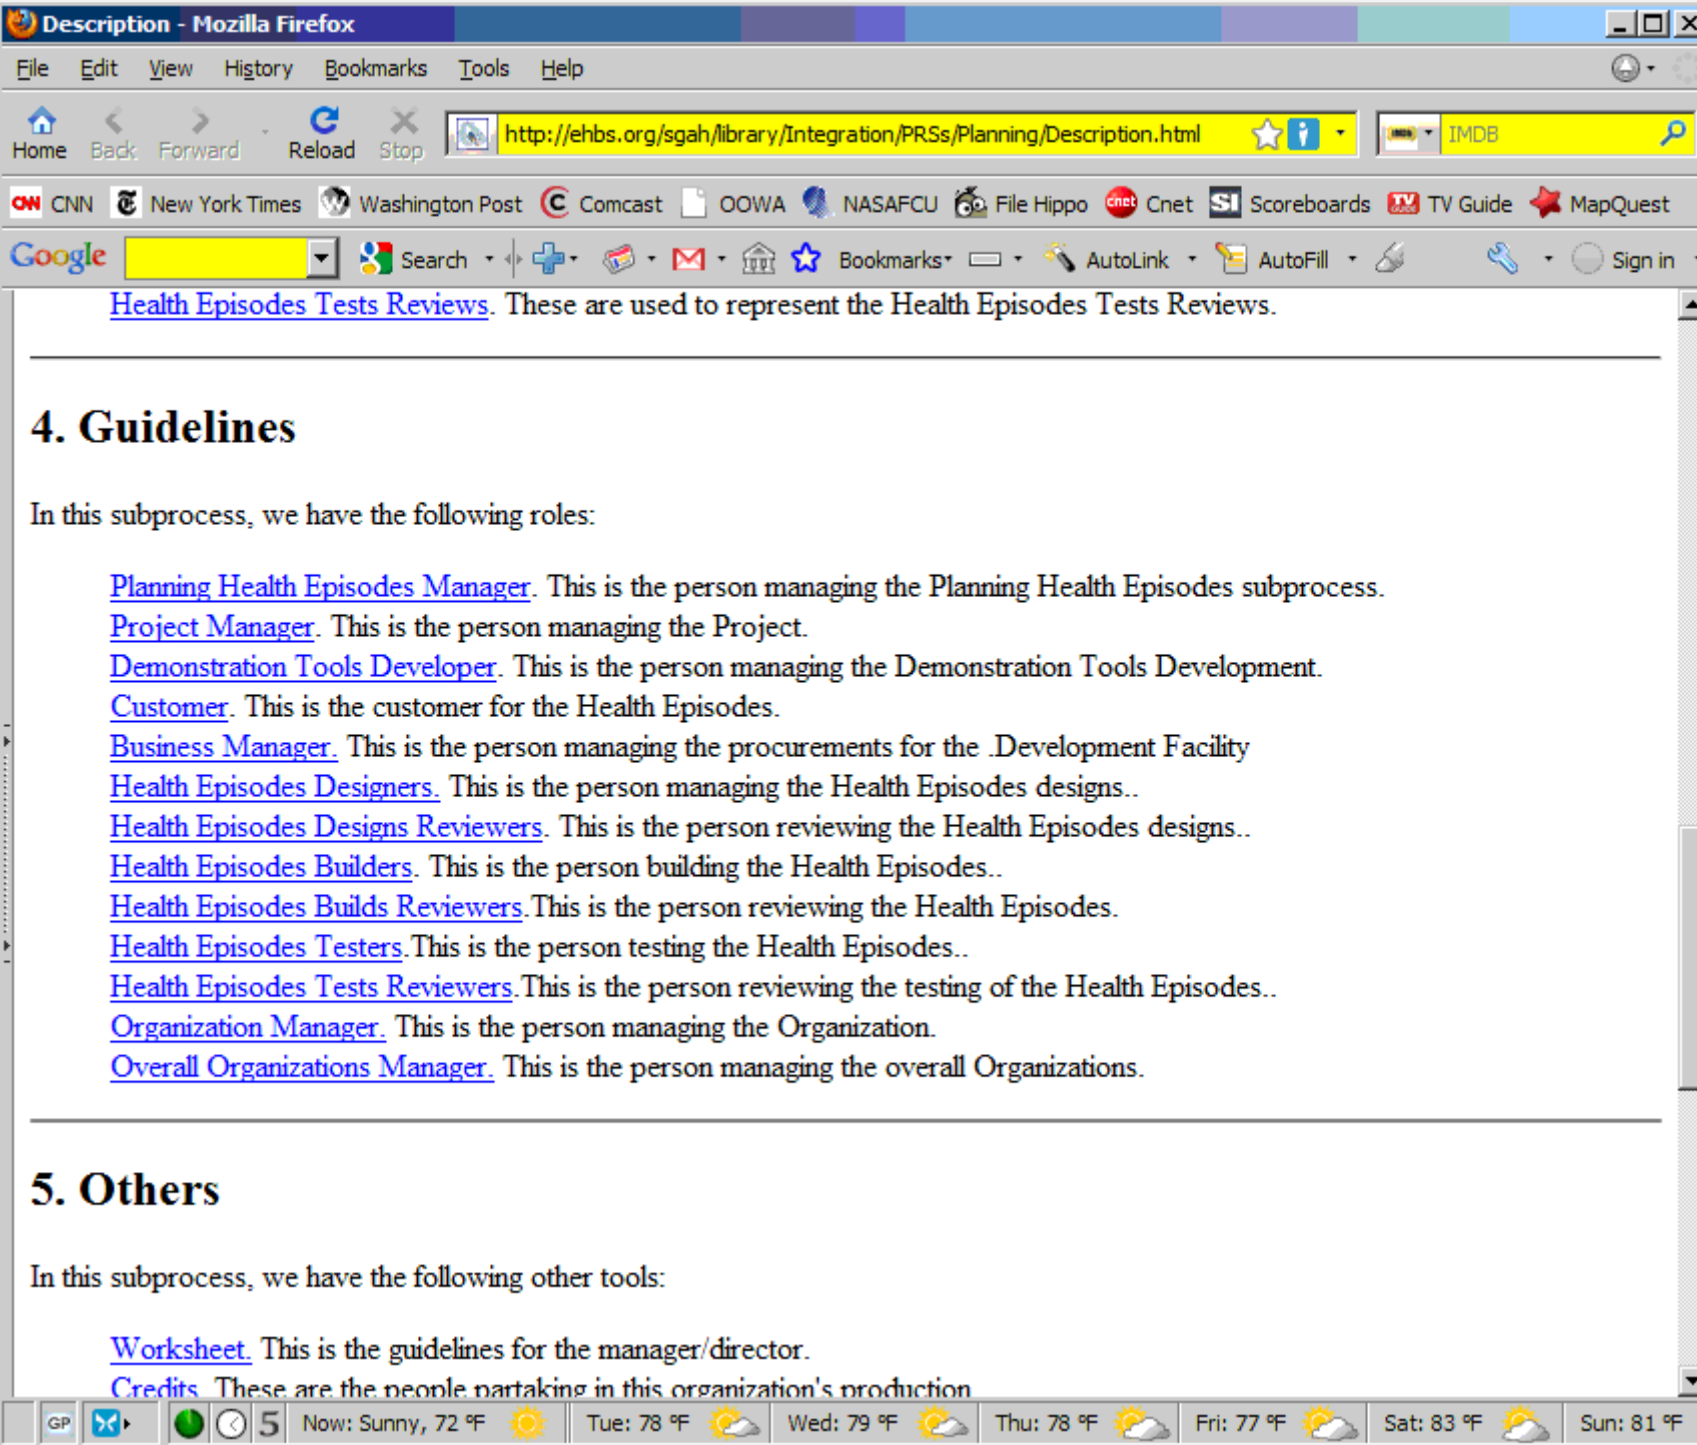 Description - Mozilla Firefox
File Edit View History Bookmarks Tools Help
Home Back Forward Reload Stop http://ehbs.org/sgah/library/Integration/PRSs/Planning/Description.html IMDB
CNN CNN New York Times Washington Post Comcast OOWA NASAFCU File Hippo cnet Cnet SI Scoreboards TV Guide MapQuest
Google Search Bookmarks AutoLink AutoFill Sign in
Health Episodes Tests Reviews. These are used to represent the Health Episodes Tests Reviews.
4. Guidelines
In this subprocess, we have the following roles:
Planning Health Episodes Manager. This is the person managing the Planning Health Episodes subprocess.
Project Manager. This is the person managing the Project.
Demonstration Tools Developer. This is the person managing the Demonstration Tools Development.
Customer. This is the customer for the Health Episodes.
Business Manager. This is the person managing the procurements for the .Development Facility
Health Episodes Designers. This is the person managing the Health Episodes designs..
Health Episodes Designs Reviewers. This is the person reviewing the Health Episodes designs..
Health Episodes Builders. This is the person building the Health Episodes..
Health Episodes Builds Reviewers.This is the person reviewing the Health Episodes.
Health Episodes Testers.This is the person testing the Health Episodes..
Health Episodes Tests Reviewers.This is the person reviewing the testing of the Health Episodes..
Organization Manager. This is the person managing the Organization.
Overall Organizations Manager. This is the person managing the overall Organizations.
5. Others
In this subprocess, we have the following other tools:
Worksheet. This is the guidelines for the manager/director.
Credits. These are the people partaking in this organization's production
GP 5 Now: Sunny, 72 °F Tue: 78 °F Wed: 79 °F Thu: 78 °F Fri: 77 °F Sat: 83 °F Sun: 81 °F